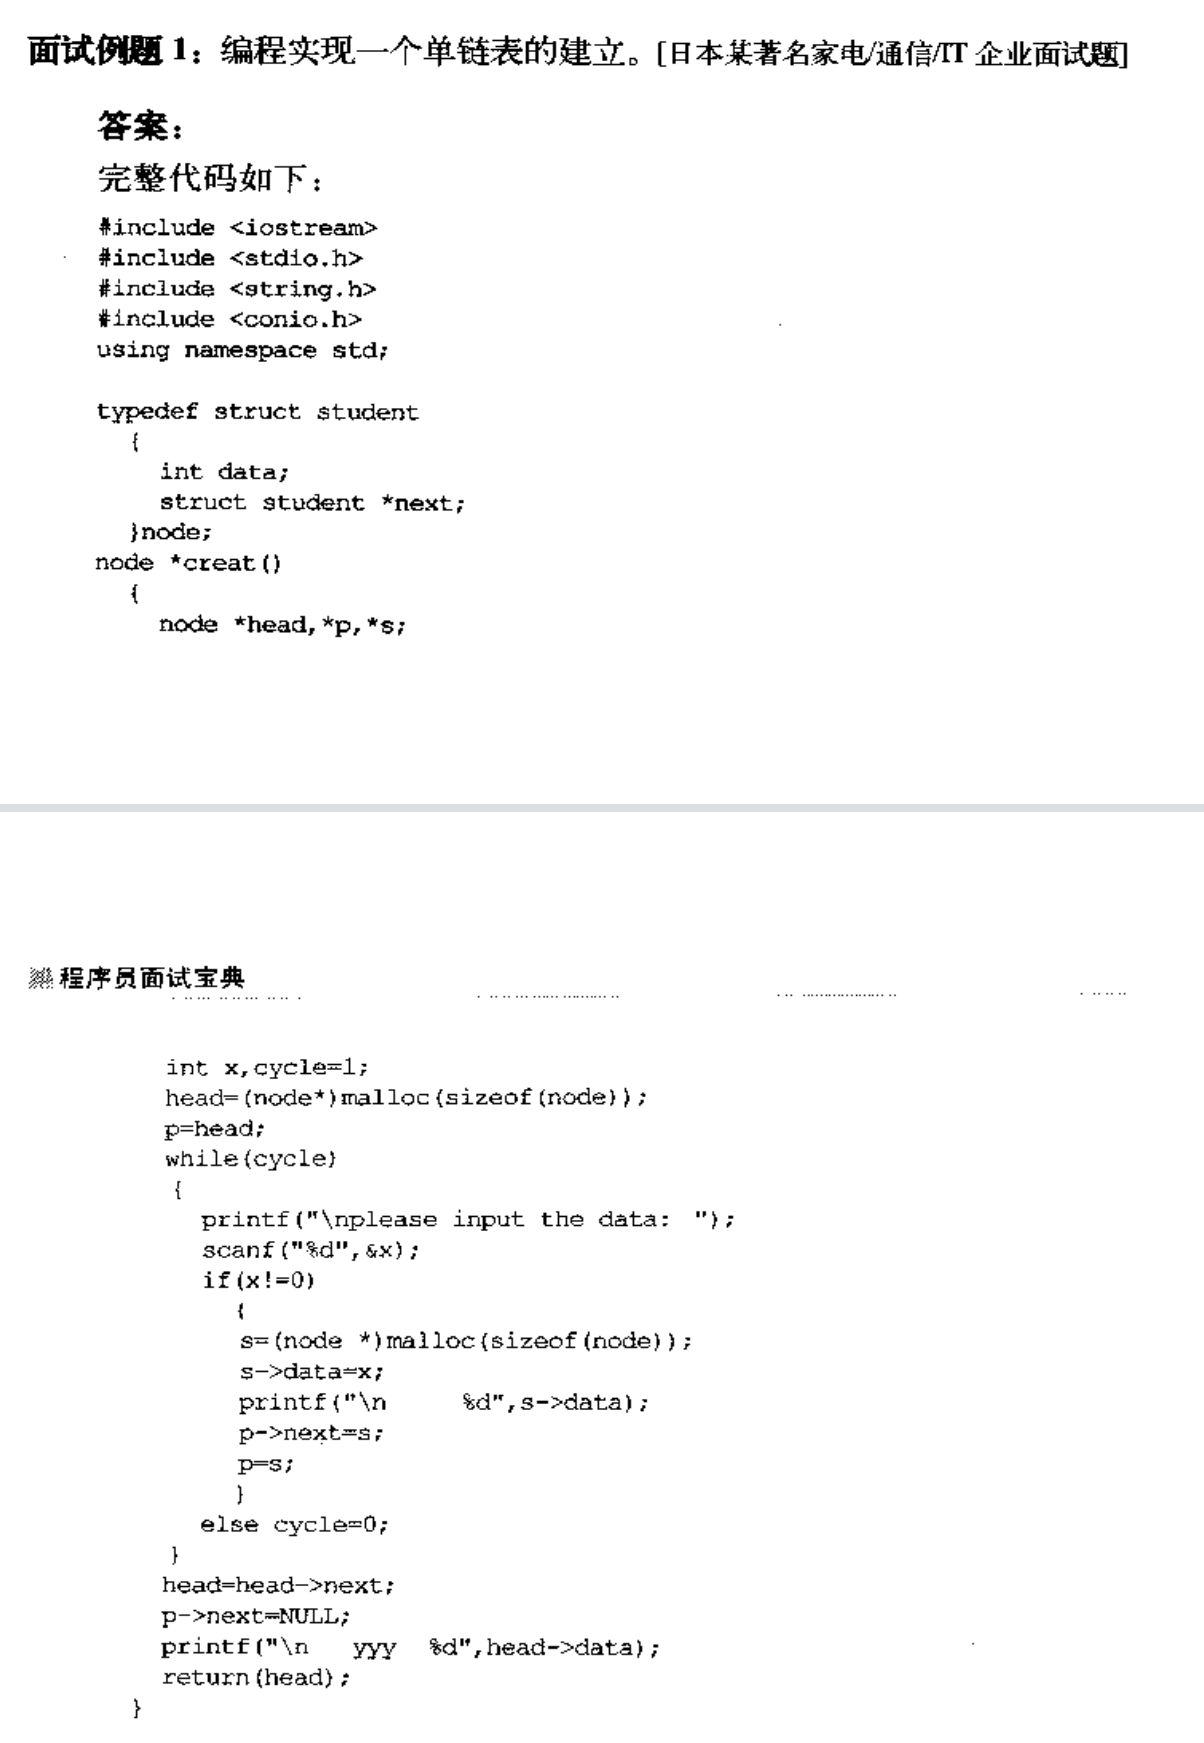 面试例题 1：编程实现一个单链表的建立。[日本某著名家电/通信/IT 企业面试题]
答案：
完整代码如下：
#include <iostream>
#include <stdio.h>
#include <string.h>
#include <conio.h>
using namespace std;
typedef struct student
{
int data;
struct student *next;
}node;
node *creat()
{
node *head,*p,*s;
程序员面试宝典
int x,cycle=1;
head=(node*)malloc(sizeof(node));
p=head;
while(cycle)
{
printf("\nplease input the data: ");
scanf("%d",&x);
if(x!=0)
{
s=(node *)malloc(sizeof(node));
s->data=x;
printf("\n     %d",s->data);
p->next=s;
p=s;
}
else cycle=0;
}
head=head->next;
p->next=NULL;
printf("\n   yyy  %d",head->data);
return(head);
}